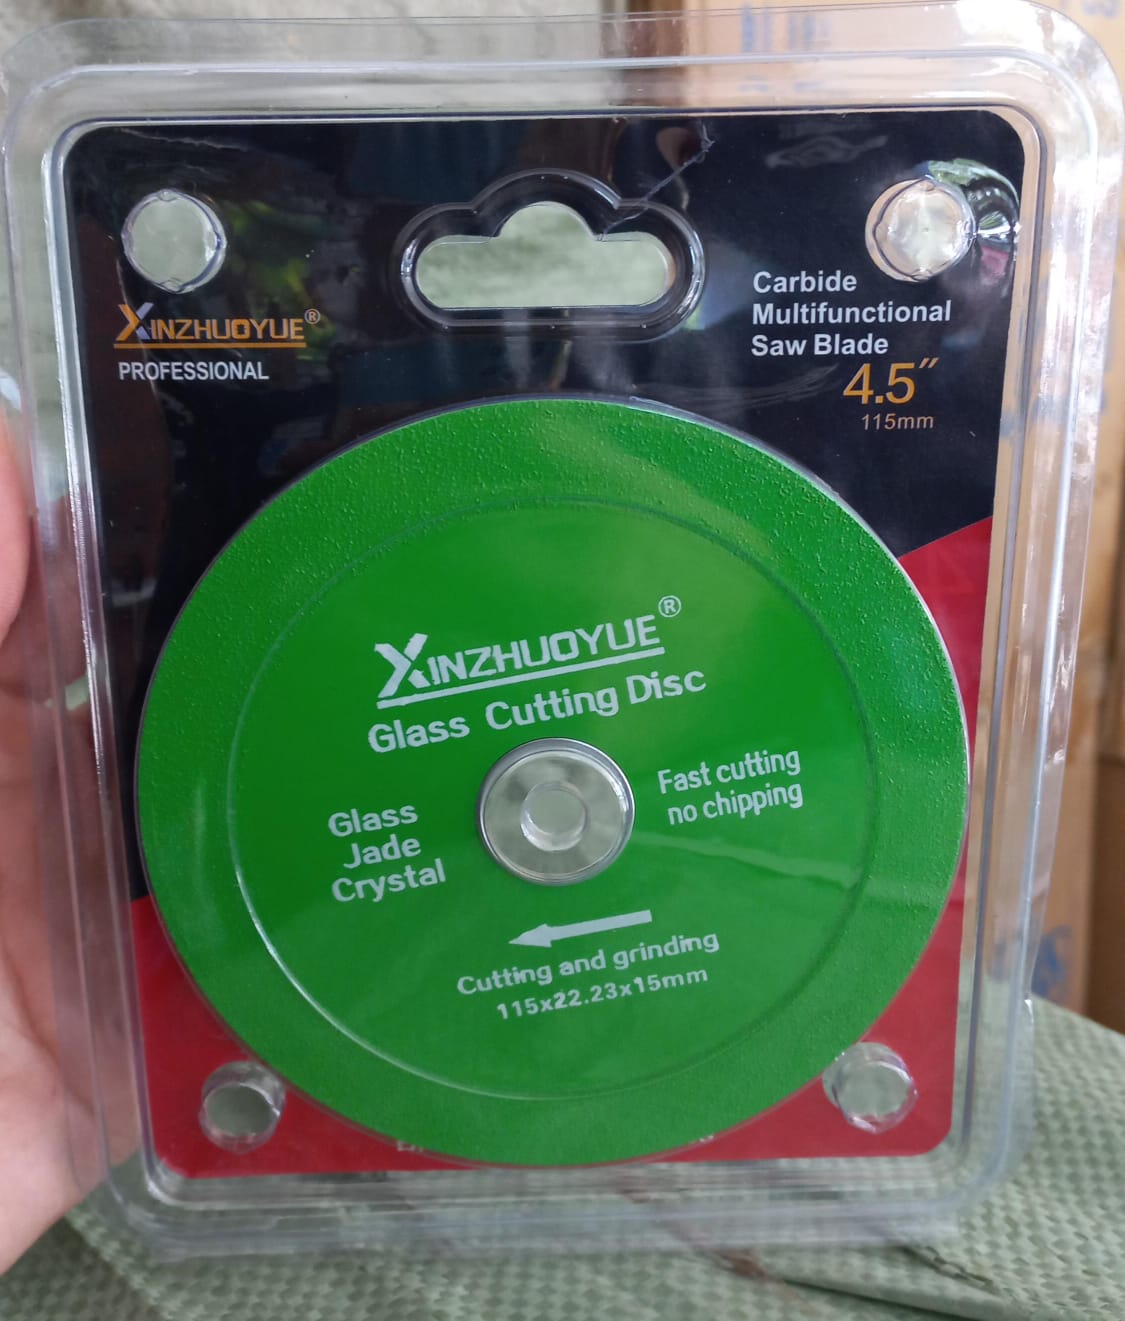 XINZHUOYUE®
PROFESSIONAL
Carbide
Multifunctional
Saw Blade
4.5″
115mm
XINZHUOYUE®
Glass Cutting Disc
Fast cutting
no chipping
Glass
Jade
Crystal
Cutting and grinding
115x22.23x15mm